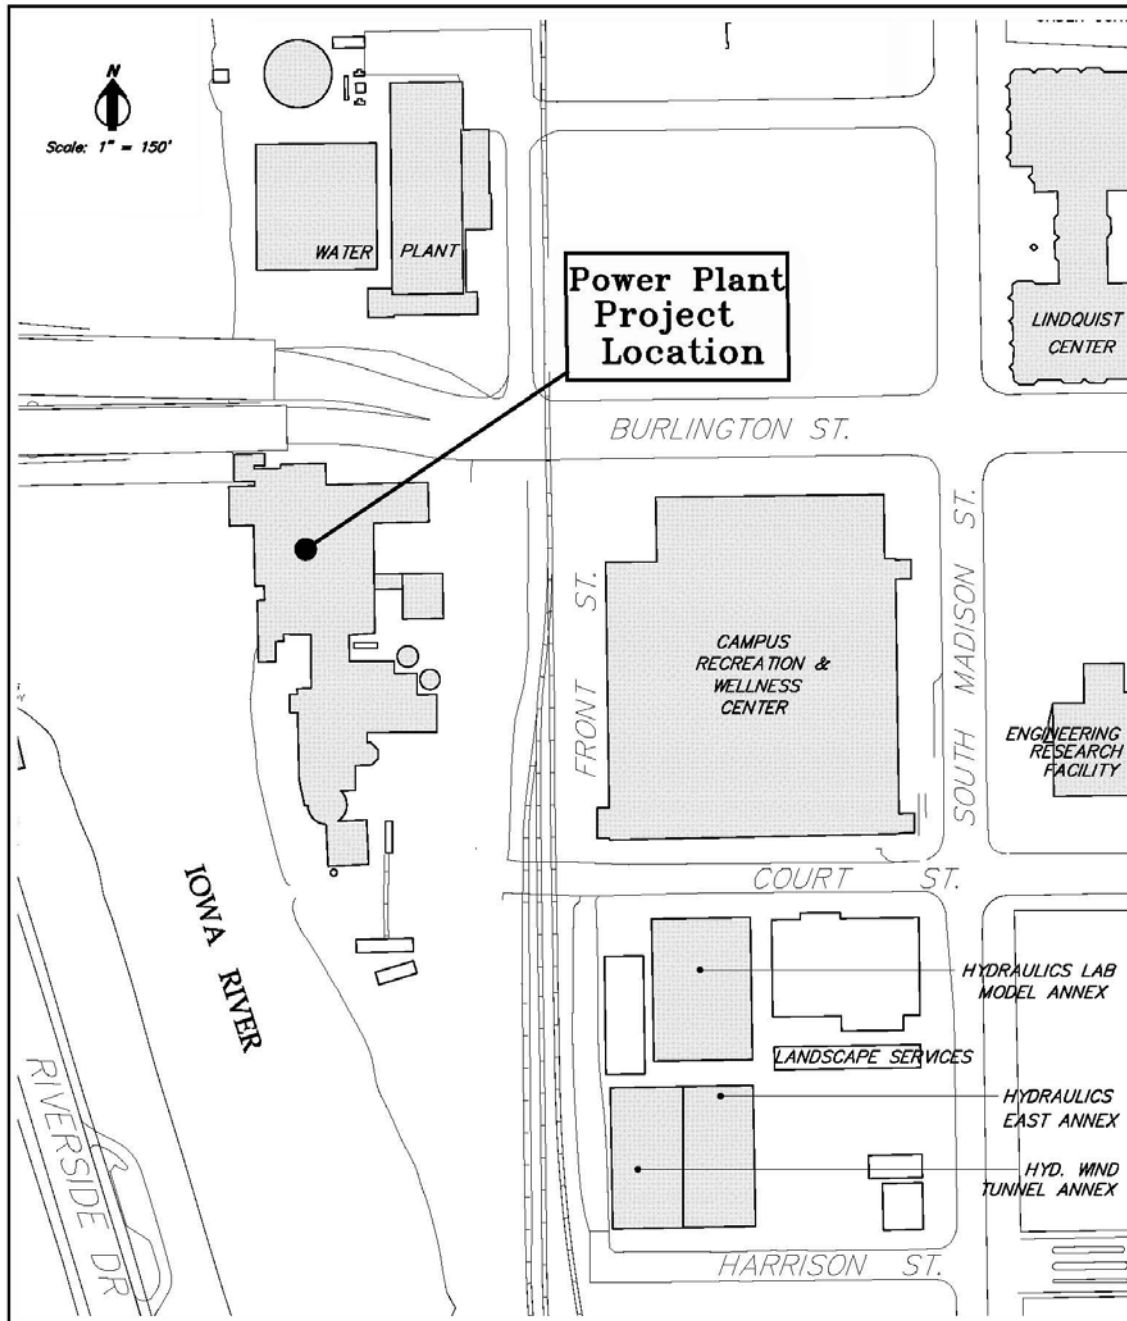 N
Scale: 1" = 150'
WATER PLANT
Power Plant
Project
Location
LINDQUIST
CENTER
BURLINGTON ST.
FRONT ST.
CAMPUS
RECREATION &
WELLNESS
CENTER
SOUTH MADISON ST.
ENGINEERING
RESEARCH
FACILITY
COURT ST.
IOWA RIVER
RIVERSIDE DR
HYDRAULICS LAB
MODEL ANNEX
LANDSCAPE SERVICES
HYDRAULICS
EAST ANNEX
HYD. WIND
TUNNEL ANNEX
HARRISON ST.